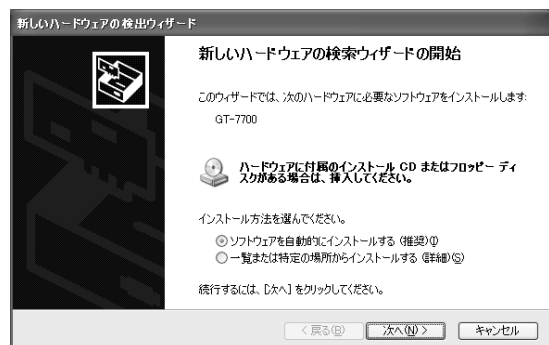 新しいハードウェアの検出ウィザード
新しいハードウェアの検索ウィザードの開始
このウィザードでは、次のハードウェアに必要なソフトウェアをインストールします:
GT-7700
ハードウェアに付属のインストール CD またはフロッピー ディ
スクがある場合は、挿入してください。
インストール方法を選んでください。
ソフトウェアを自動的にインストールする (推奨)(I)
一覧または特定の場所からインストールする (詳細)(S)
続行するには、[次へ] をクリックしてください。
< 戻る(B)
次へ(N) >
キャンセル